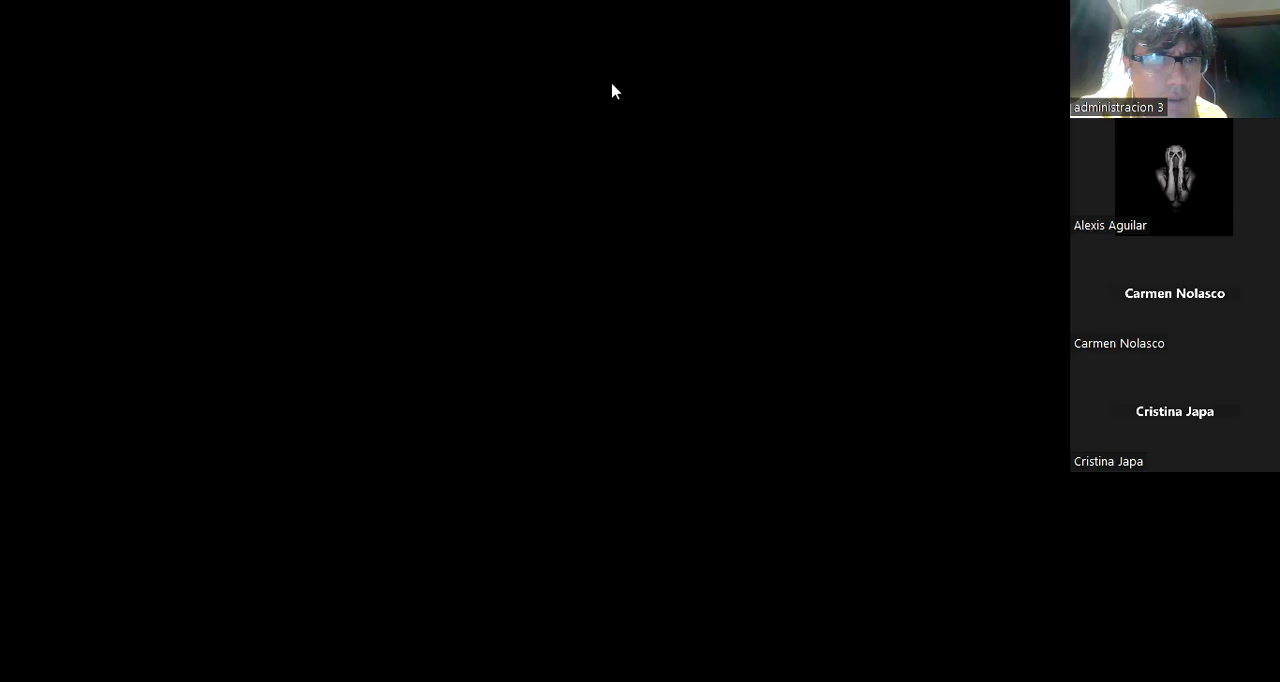 administracion 3
Alexis Aguilar
Carmen Nolasco
Carmen Nolasco
Cristina Japa
Cristina Japa